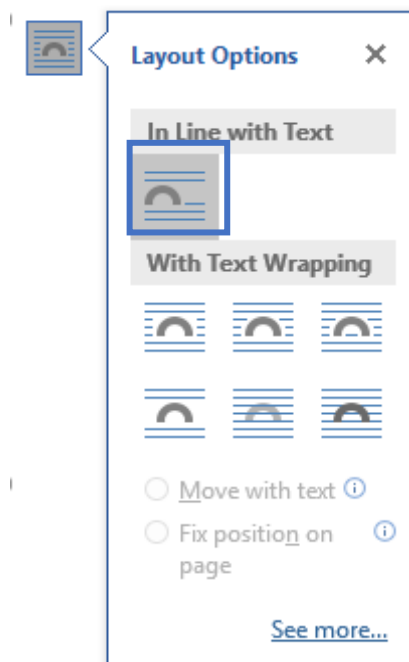 Layout Options
In Line with Text
With Text Wrapping
Move with text
Fix position on
page
See more...